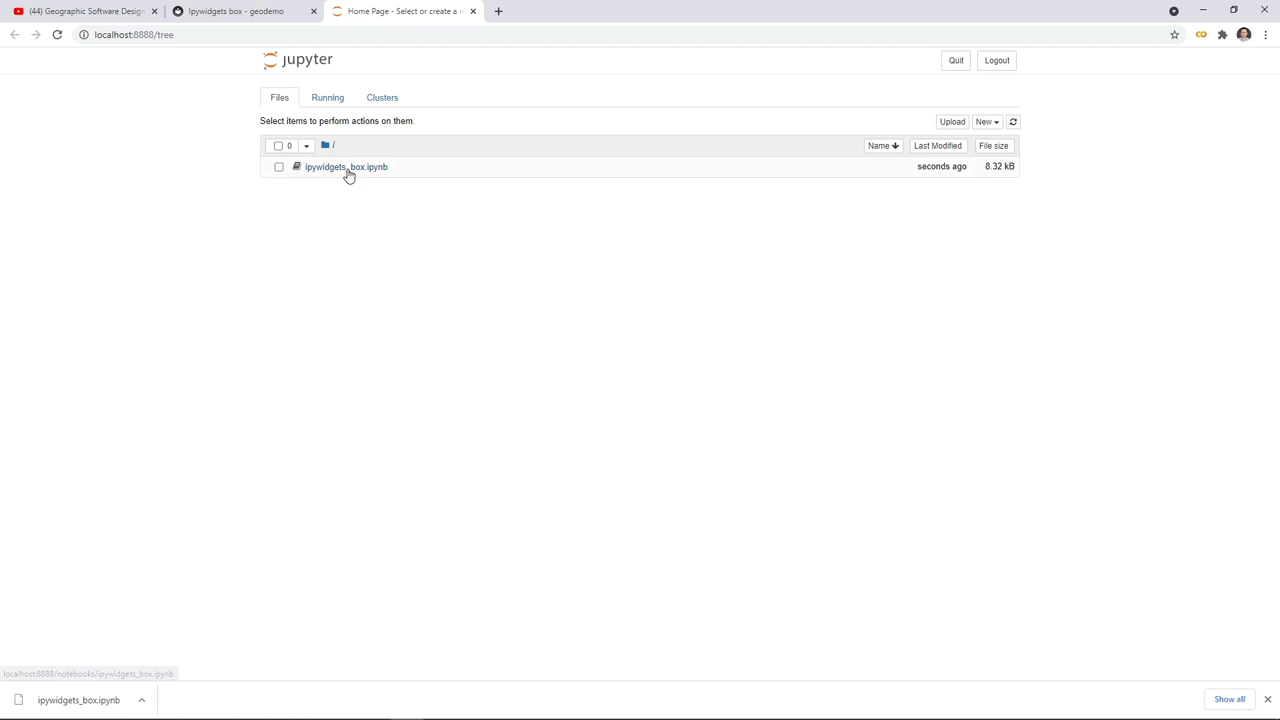 (44) Geographic Software Desig
Ipywidgets box - geodemo
Home Page - Select or create a n
localhost:8888/tree
jupyter
Quit
Logout
Files
Running
Clusters
Select items to perform actions on them.
Upload
New
0
/
Name
Last Modified
File size
ipywidgets_box.ipynb
seconds ago
8.32 kB
localhost:8888/notebooks/ipywidgets_box.ipynb
ipywidgets_box.ipynb
Show all